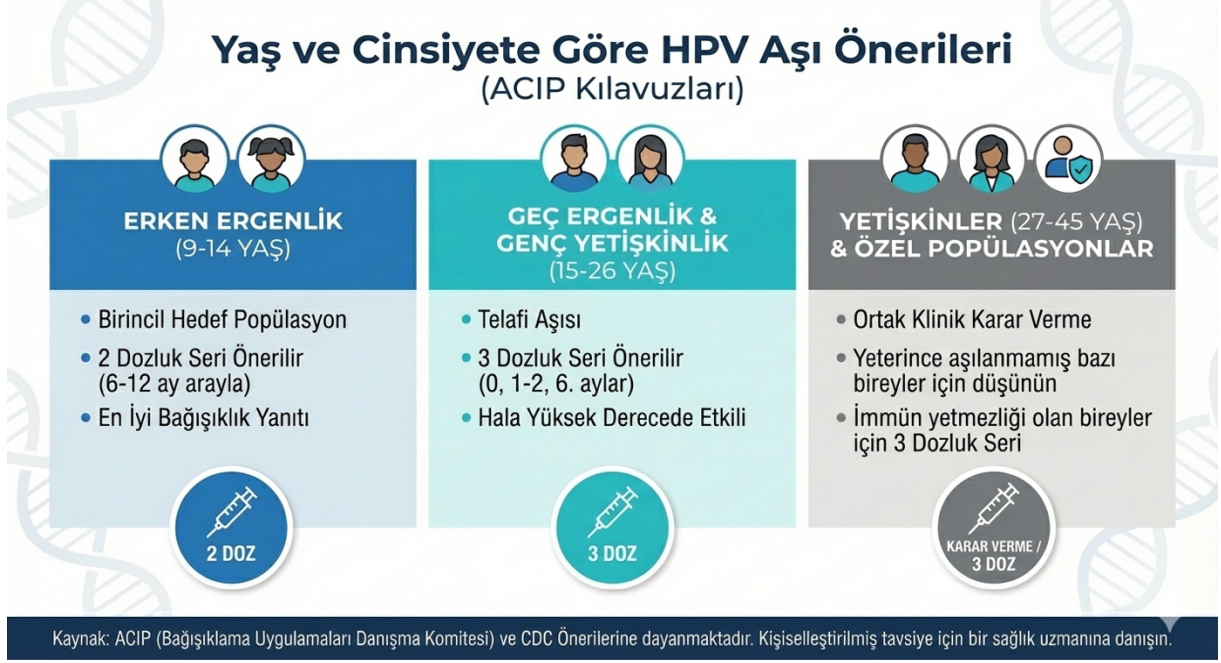 Yaş ve Cinsiyete Göre HPV Aşı Önerileri
(ACIP Kılavuzları)
ERKEN ERGENLİK
(9-14 YAŞ)
• Birincil Hedef Popülasyon
• 2 Dozluk Seri Önerilir
(6-12 ay arayla)
• En İyi Bağışıklık Yanıtı
2 DOZ
GEÇ ERGENLİK &
GENÇ YETİŞKİNLİK
(15-26 YAŞ)
• Telafi Aşısı
• 3 Dozluk Seri Önerilir
(0, 1-2, 6. aylar)
• Hala Yüksek Derecede Etkili
3 DOZ
YETİŞKİNLER (27-45 YAŞ)
& ÖZEL POPÜLASYONLAR
• Ortak Klinik Karar Verme
• Yeterince aşılanmamış bazı
bireyler için düşünün
• İmmün yetmezliği olan bireyler
için 3 Dozluk Seri
KARAR VERME /
3 DOZ
Kaynak: ACIP (Bağışıklama Uygulamaları Danışma Komitesi) ve CDC Önerilerine dayanmaktadır. Kişiselleştirilmiş tavsiye için bir sağlık uzmanına danışın.